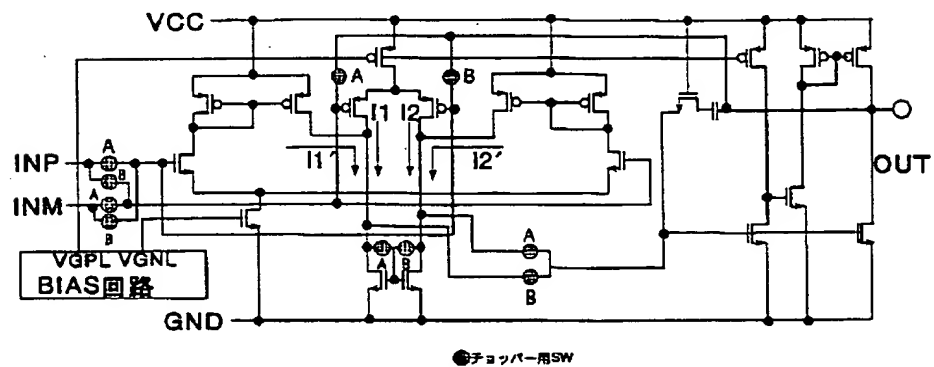 VCC
A
B
I1
I2
I1′
I2′
INP
A
B
INM
A
B
OUT
A
B
A
B
VGPL VGNL
BIAS回路
GND
チョッパー用SW